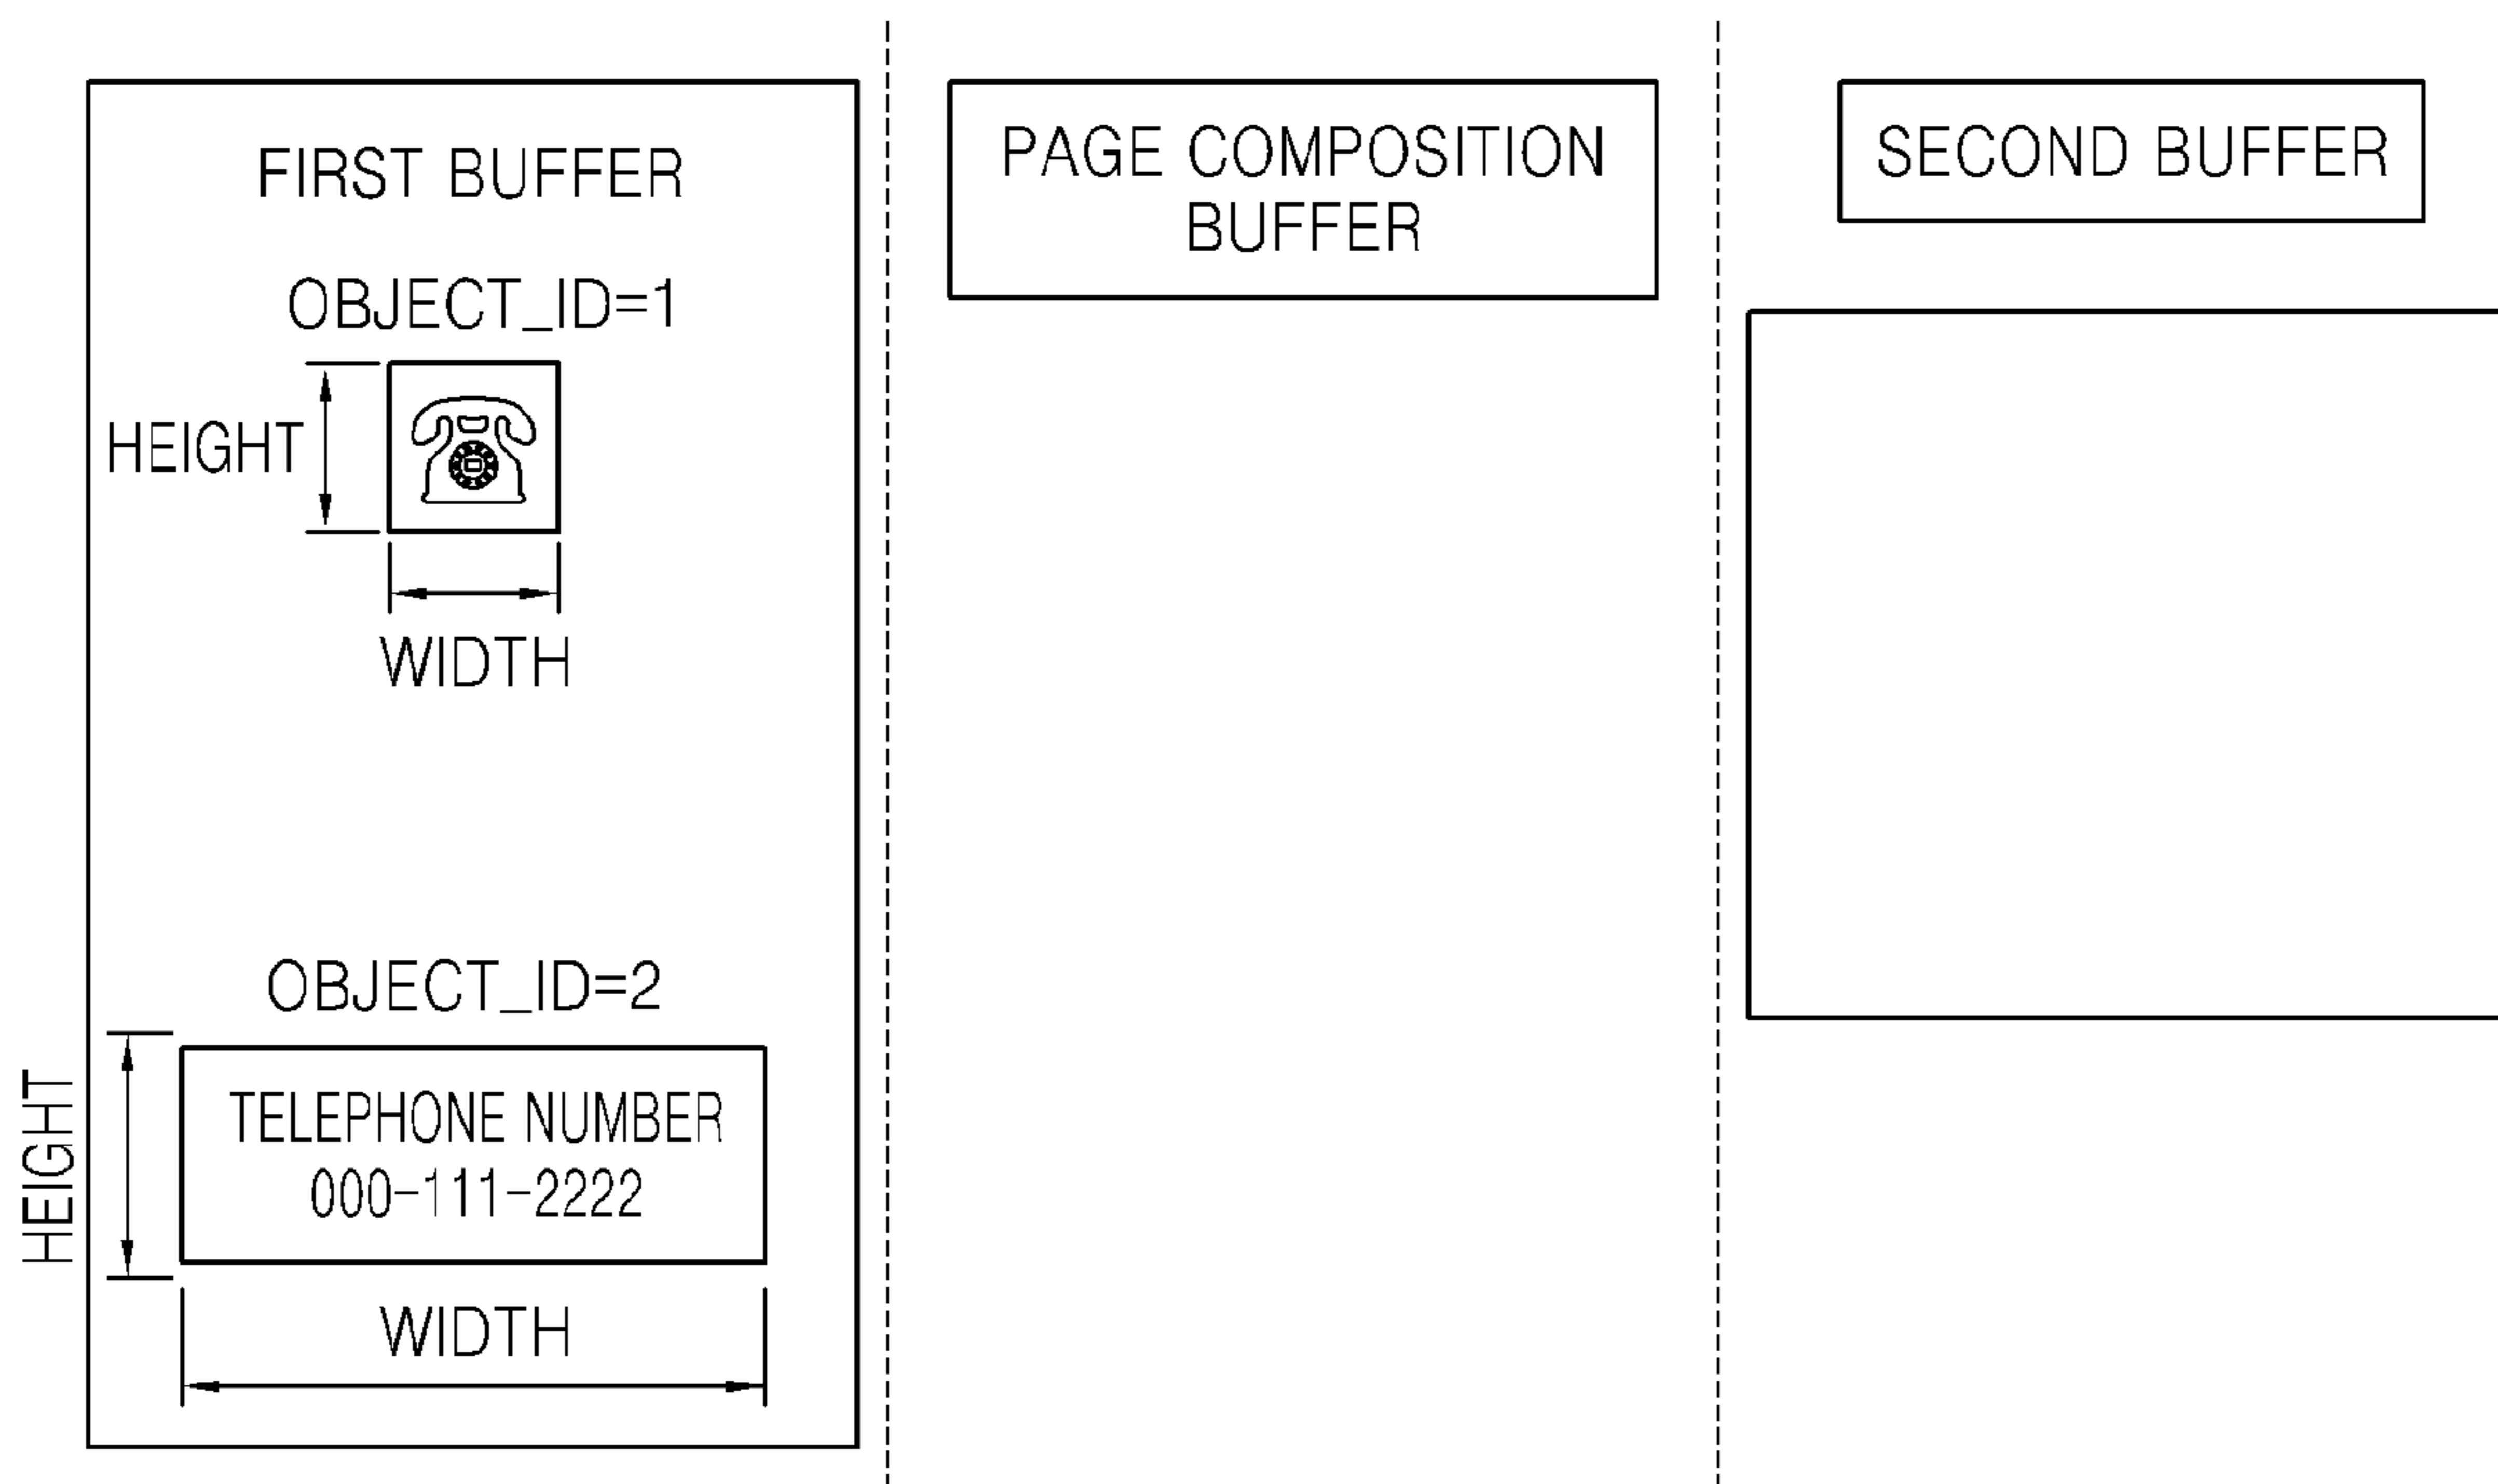 FIRST BUFFER
OBJECT_ID=1
HEIGHT
WIDTH
OBJECT_ID=2
HEIGHT
TELEPHONE NUMBER
000-111-2222
WIDTH
PAGE COMPOSITION
BUFFER
SECOND BUFFER